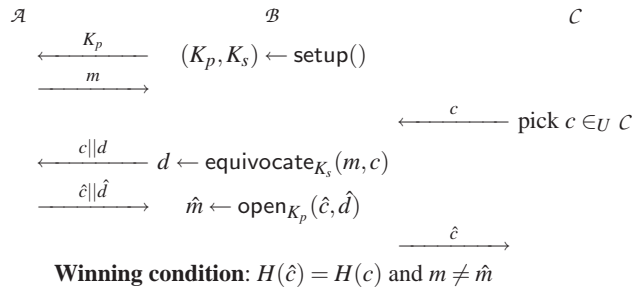 𝒜 ℬ 𝒞
K_p (K_p, K_s) ← setup()
m
c pick c ∈_U 𝒞
c||d d ← equivocate_{K_s}(m, c)
ĉ||d̂ m̂ ← open_{K_p}(ĉ, d̂)
ĉ
Winning condition: H(ĉ) = H(c) and m ≠ m̂